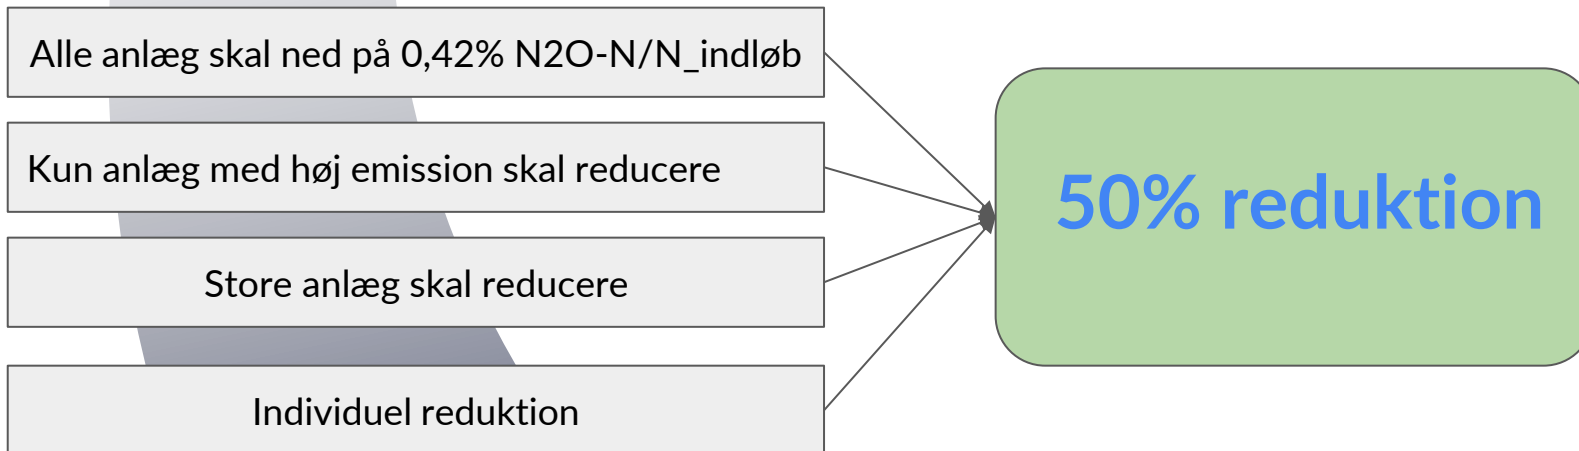 Alle anlæg skal ned på 0,42% N2O-N/N_indløb
Kun anlæg med høj emission skal reducere
50% reduktion
Store anlæg skal reducere
Individuel reduktion